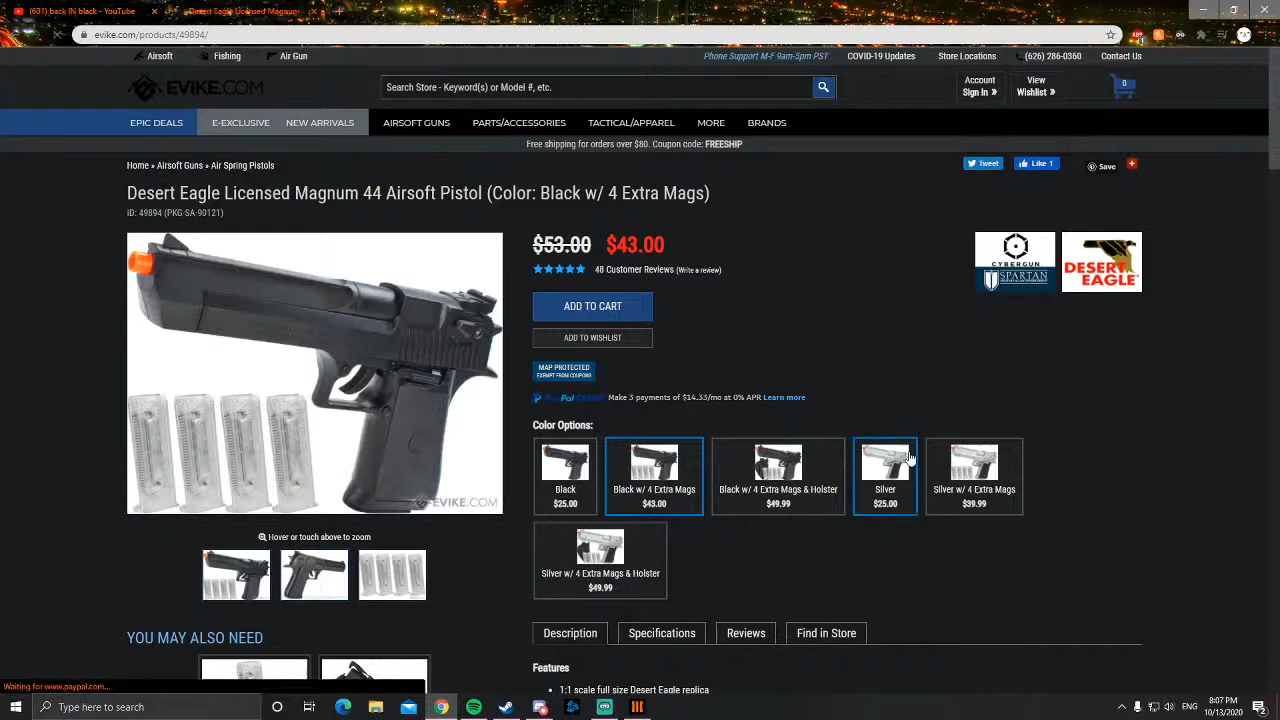 (601) back IN black - YouTube
Desert Eagle Licensed Magnum
evike.com/products/49894/
Airsoft
Fishing
Air Gun
Phone Support M-F 9am-5pm PST
COVID-19 Updates
Store Locations
(626) 286-0360
Contact Us
EVIKE.COM
Search Store - Keyword(s) or Model #, etc.
Account
Sign In »
View
Wishlist »
0
EPIC DEALS
E-EXCLUSIVE
NEW ARRIVALS
AIRSOFT GUNS
PARTS/ACCESSORIES
TACTICAL/APPAREL
MORE
BRANDS
Free shipping for orders over $80. Coupon code: FREESHIP
Home » Airsoft Guns » Air Spring Pistols
Tweet
Like 1
Save
Desert Eagle Licensed Magnum 44 Airsoft Pistol (Color: Black w/ 4 Extra Mags)
ID: 49894 (PKG-SA-90121)
$53.00 $43.00
48 Customer Reviews (Write a review)
CYBERGUN
SPARTAN
DESERT
EAGLE
ADD TO CART
ADD TO WISHLIST
MAP PROTECTED
EXEMPT FROM COUPONS
Make 3 payments of $14.33/mo at 0% APR Learn more
Color Options:
Black
$25.00
Black w/ 4 Extra Mags
$43.00
Black w/ 4 Extra Mags & Holster
$49.99
Silver
$25.00
Silver w/ 4 Extra Mags
$39.99
Silver w/ 4 Extra Mags & Holster
$49.99
EVIKE.COM
Hover or touch above to zoom
YOU MAY ALSO NEED
Description
Specifications
Reviews
Find in Store
Features
1:1 scale full size Desert Eagle replica
Waiting for www.paypal.com...
Type here to search
ENG
8:07 PM
10/13/2020
2